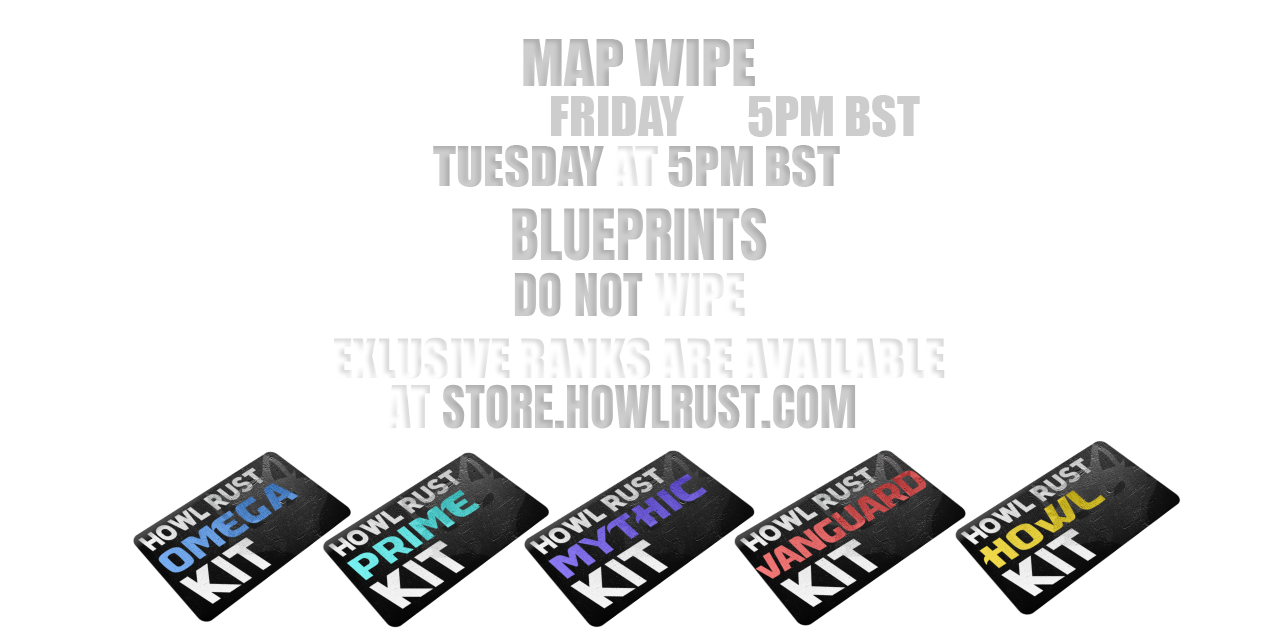 MAP WIPE
FRIDAY 5PM BST
TUESDAY AT 5PM BST
BLUEPRINTS
DO NOT WIPE
EXLUSIVE RANKS ARE AVAILABLE
AT STORE.HOWLRUST.COM
HOWL RUST
OMEGA
KIT
HOWL RUST
PRIME
KIT
HOWL RUST
MYTHIC
KIT
HOWL RUST
VANGUARD
KIT
HOWL RUST
HOWL
KIT